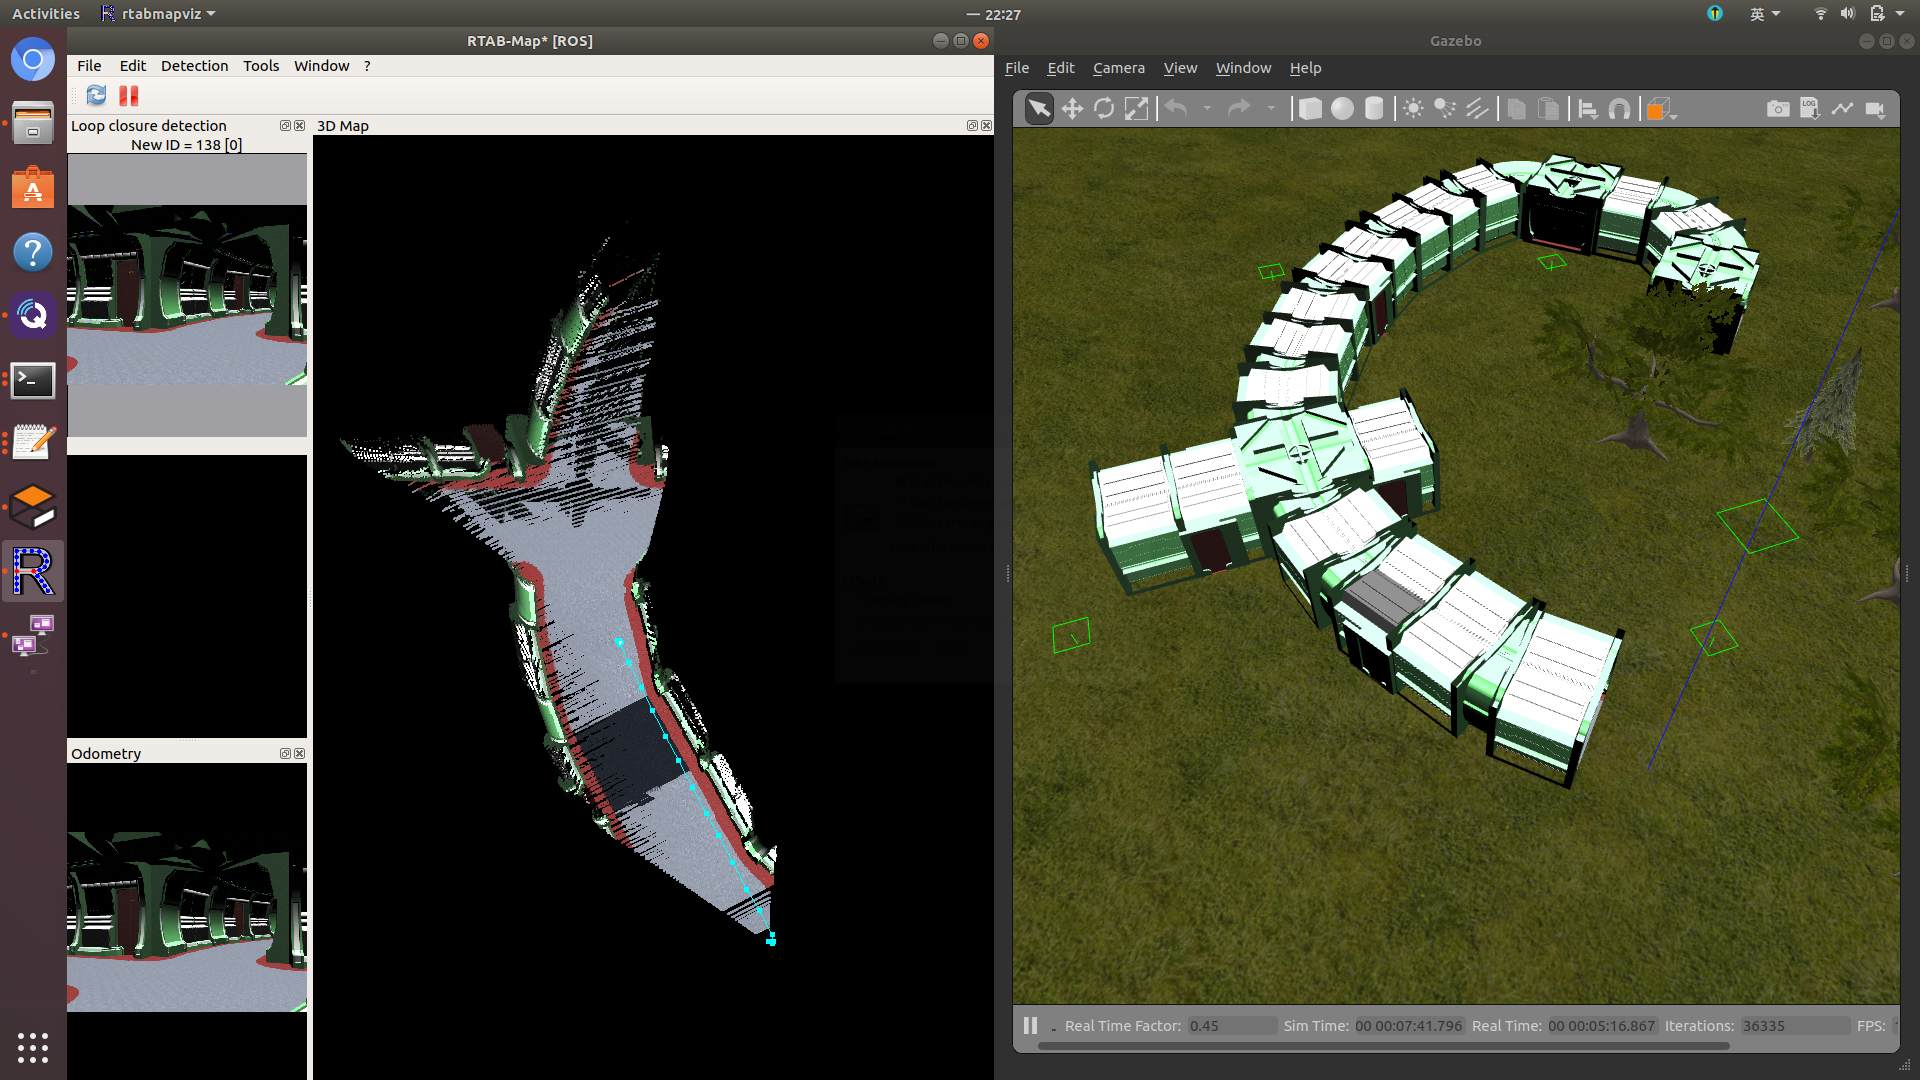 Activities rtabmapviz 一 22:27 英
RTAB-Map* [ROS]
File Edit Detection Tools Window ?
Loop closure detection
New ID = 138 [0]
3D Map
Odometry
Gazebo
File Edit Camera View Window Help
LOG
Real Time Factor: 0.45 Sim Time: 00 00:07:41.796 Real Time: 00 00:05:16.867 Iterations: 36335 FPS: